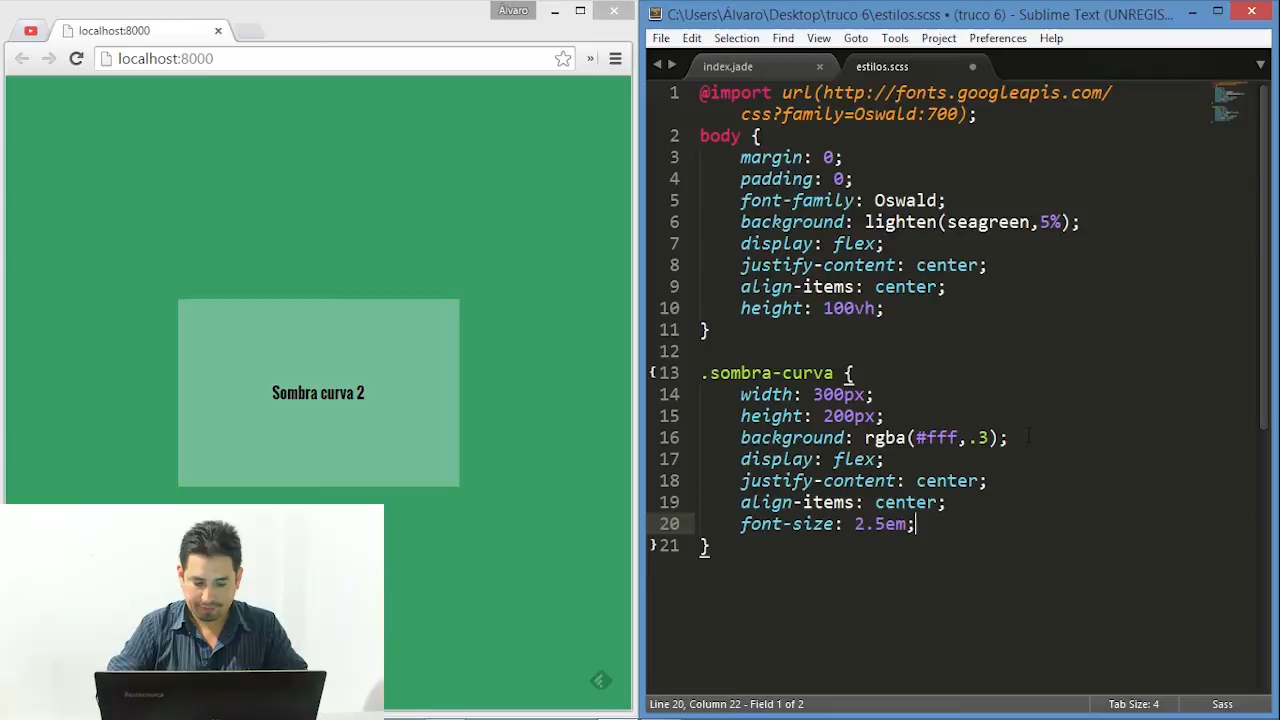 Álvaro
localhost:8000
localhost:8000
Sombra curva 2
C:\Users\Álvaro\Desktop\truco 6\estilos.scss • (truco 6) - Sublime Text (UNREGIS...
File Edit Selection Find View Goto Tools Project Preferences Help
index.jade estilos.scss
1 @import url(http://fonts.googleapis.com/
css?family=Oswald:700);
2 body {
3 margin: 0;
4 padding: 0;
5 font-family: Oswald;
6 background: lighten(seagreen,5%);
7 display: flex;
8 justify-content: center;
9 align-items: center;
10 height: 100vh;
11 }
12
13 .sombra-curva {
14 width: 300px;
15 height: 200px;
16 background: rgba(#fff,.3);
17 display: flex;
18 justify-content: center;
19 align-items: center;
20 font-size: 2.5em;
21 }
Line 20, Column 22 - Field 1 of 2 Tab Size: 4 Sass